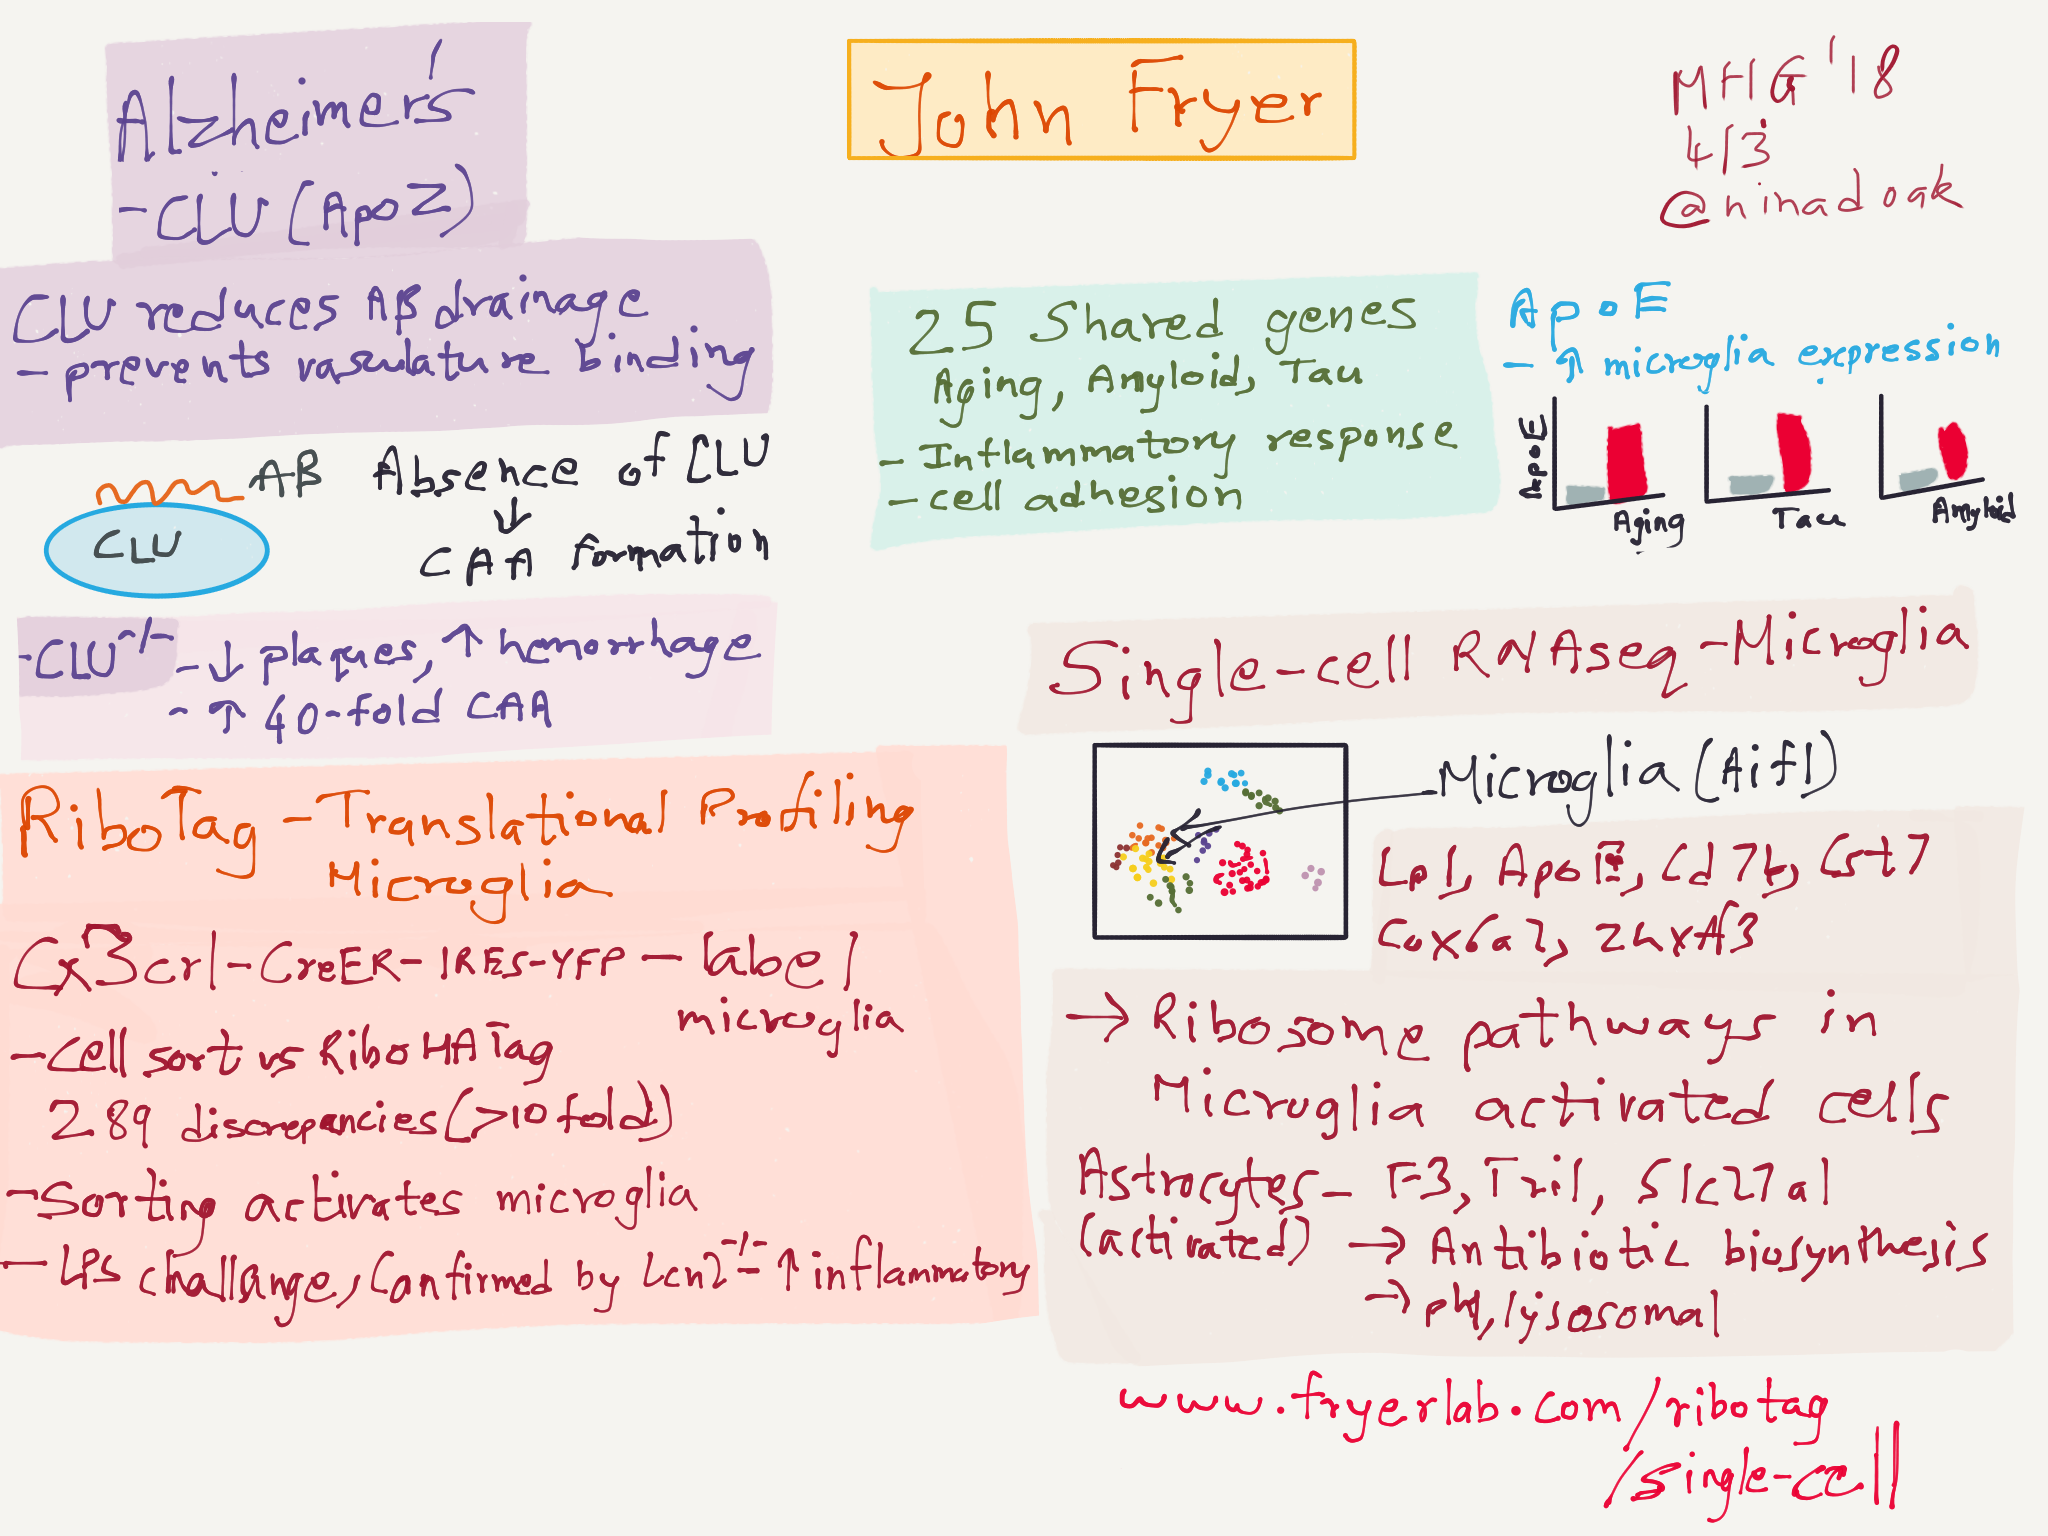 Alzheimer's
- CLU (Apo Z)
John Fryer
MHG '18
4/3
@ninadoak
CLU reduces AB drainage
- prevents vasculature binding
AB
CLU
Absence of CLU
↓
CAA formation
- CLU -/-
- ↓ plaques, ↑ hemorrhage
- ↑ 40-fold CAA
25 Shared genes
Aging, Amyloid, Tau
- Inflammatory response
- cell adhesion
ApoE
- ↑ microglia expression
ApoE
Aging
Tau
Amyloid
RiboTag - Translational Profiling
Microglia
Cx3cr1-CreER-IRES-YFP - label
microglia
- Cell sort vs RiboHATag
289 discrepancies (>10 fold)
- Sorting activates microglia
- LPS challange, Confirmed by Lcn2 -/- - ↑ inflammatory
Single-cell RNAseq - Microglia
Microglia (Aif1)
Lpl, ApoE, Cd7b, Cst7
Cox6a2,
→ Ribosome pathways in
Microglia activated cells
Astrocytes - F3, Tril, Slc27a1
(activated) → Antibiotic biosynthesis
→ pH, lysosomal
www.fryerlab.com/ribotag
/single-cell